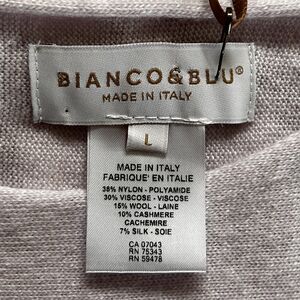 BIANCO&BLU®
MADE IN ITALY
L
MADE IN ITALY
FABRIQUE' EN ITALIE
38% NYLON - POLYAMIDE
30% VISCOSE - VISCOSE
15% WOOL - LAINE
10% CASHMERE
CACHEMIRE
7% SILK - SOIE
CA 07043
RN 75343
RN 59478